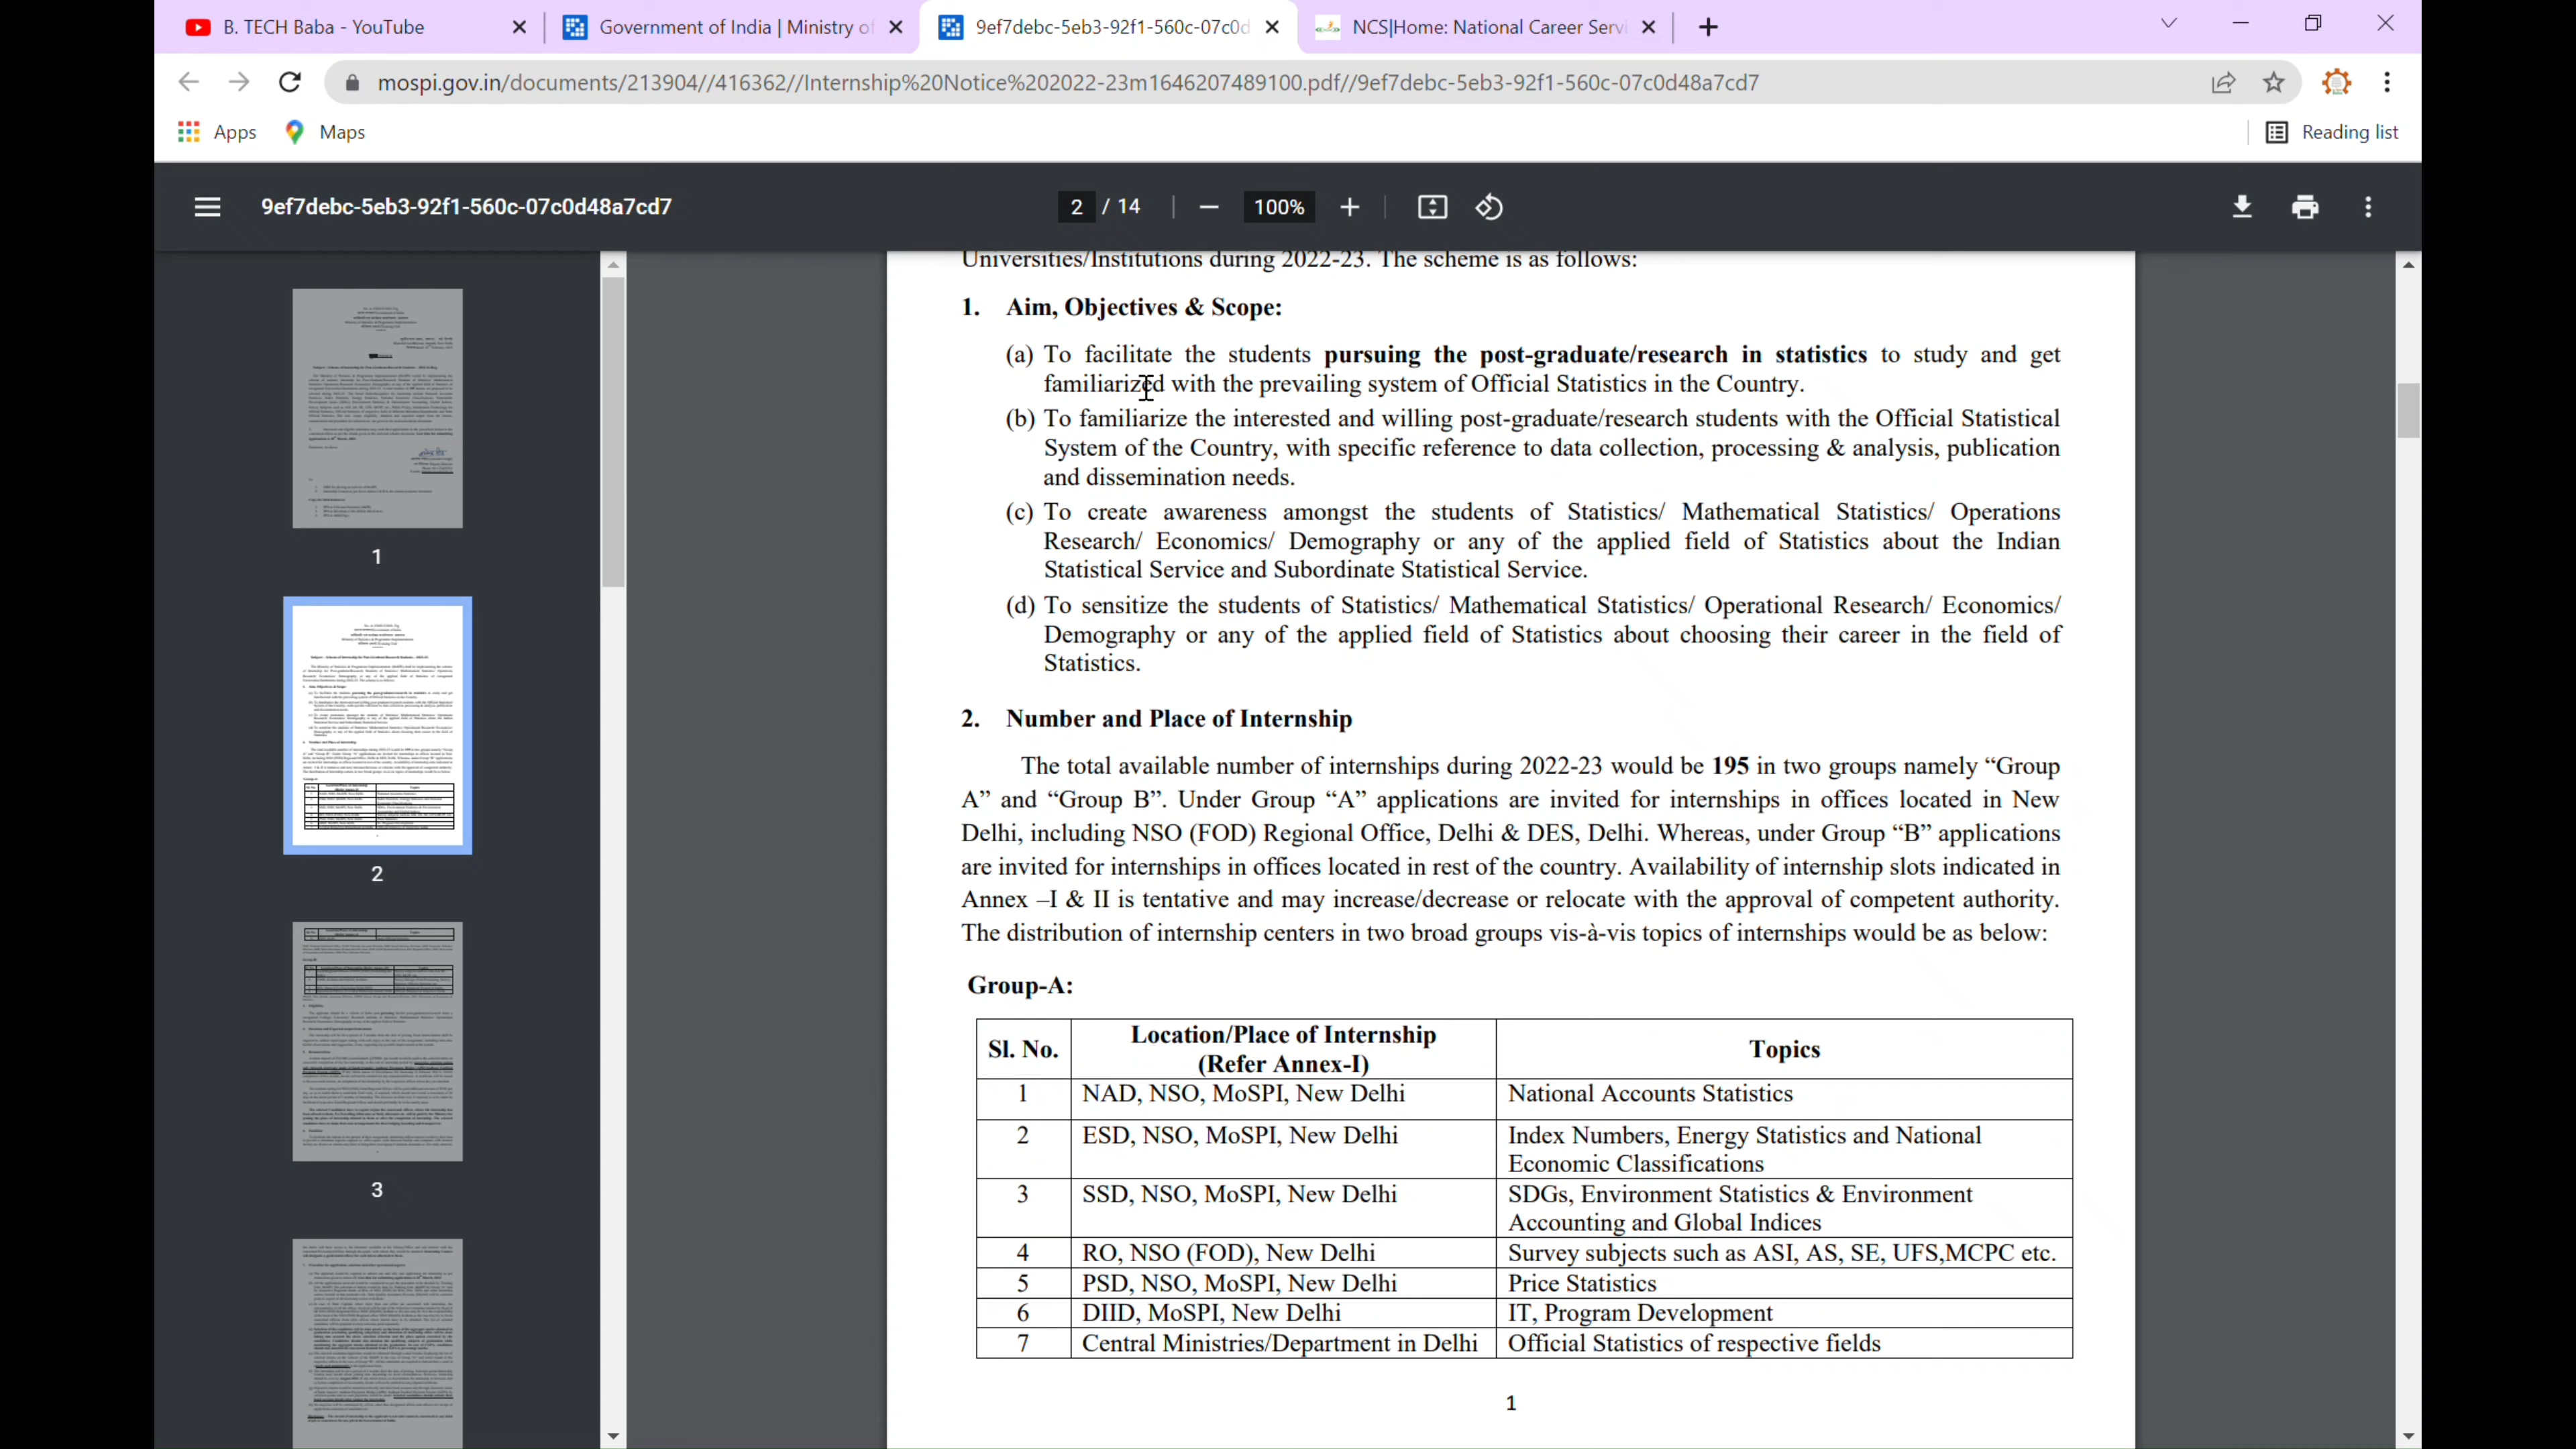 B. TECH Baba - YouTube
Government of India | Ministry of
9ef7debc-5eb3-92f1-560c-07c0d
NCS|Home: National Career Servi
mospi.gov.in/documents/213904//416362//Internship%20Notice%202022-23m1646207489100.pdf//9ef7debc-5eb3-92f1-560c-07c0d48a7cd7
Apps
Maps
Reading list
9ef7debc-5eb3-92f1-560c-07c0d48a7cd7
2 / 14
100%
1
2
3
Universities/Institutions during 2022-23. The scheme is as follows:
1. Aim, Objectives & Scope:
(a) To facilitate the students pursuing the post-graduate/research in statistics to study and get
familiarized with the prevailing system of Official Statistics in the Country.
(b) To familiarize the interested and willing post-graduate/research students with the Official Statistical
System of the Country, with specific reference to data collection, processing & analysis, publication
and dissemination needs.
(c) To create awareness amongst the students of Statistics/ Mathematical Statistics/ Operations
Research/ Economics/ Demography or any of the applied field of Statistics about the Indian
Statistical Service and Subordinate Statistical Service.
(d) To sensitize the students of Statistics/ Mathematical Statistics/ Operational Research/ Economics/
Demography or any of the applied field of Statistics about choosing their career in the field of
Statistics.
2. Number and Place of Internship
The total available number of internships during 2022-23 would be 195 in two groups namely “Group
A” and “Group B”. Under Group “A” applications are invited for internships in offices located in New
Delhi, including NSO (FOD) Regional Office, Delhi & DES, Delhi. Whereas, under Group “B” applications
are invited for internships in offices located in rest of the country. Availability of internship slots indicated in
Annex –I & II is tentative and may increase/decrease or relocate with the approval of competent authority.
The distribution of internship centers in two broad groups vis-à-vis topics of internships would be as below:
Group-A:
Sl. No. Location/Place of Internship Topics
(Refer Annex-I)
1 NAD, NSO, MoSPI, New Delhi National Accounts Statistics
2 ESD, NSO, MoSPI, New Delhi Index Numbers, Energy Statistics and National
Economic Classifications
3 SSD, NSO, MoSPI, New Delhi SDGs, Environment Statistics & Environment
Accounting and Global Indices
4 RO, NSO (FOD), New Delhi Survey subjects such as ASI, AS, SE, UFS,MCPC etc.
5 PSD, NSO, MoSPI, New Delhi Price Statistics
6 DIID, MoSPI, New Delhi IT, Program Development
7 Central Ministries/Department in Delhi Official Statistics of respective fields
1